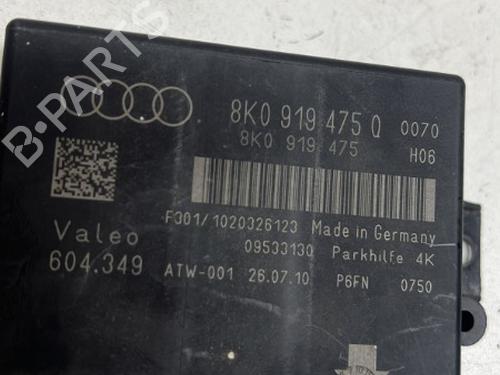 B-PARTS
8K0 919 475 Q 0070
8K0 919 475 H06
F301/1020326123 Made in Germany
Valeo 09533130 Parkhilfe 4K
604.349 ATW-001 26.07.10 P6FN 0750